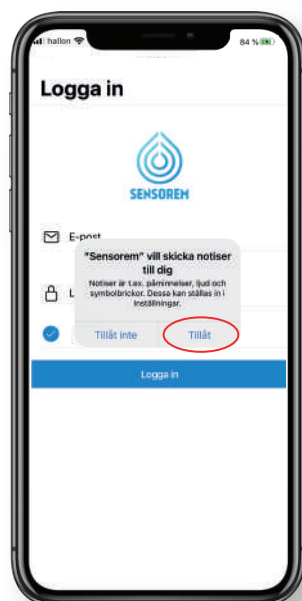 hallon 84 %
Logga in
SENSOREM
E-post
"Sensorem" vill skicka notiser
till dig
Notiser är t.ex. påminnelser, ljud och
symbolbrickor. Dessa kan ställas in i
Inställningar.
L
Tillåt inte Tillåt
Logga in